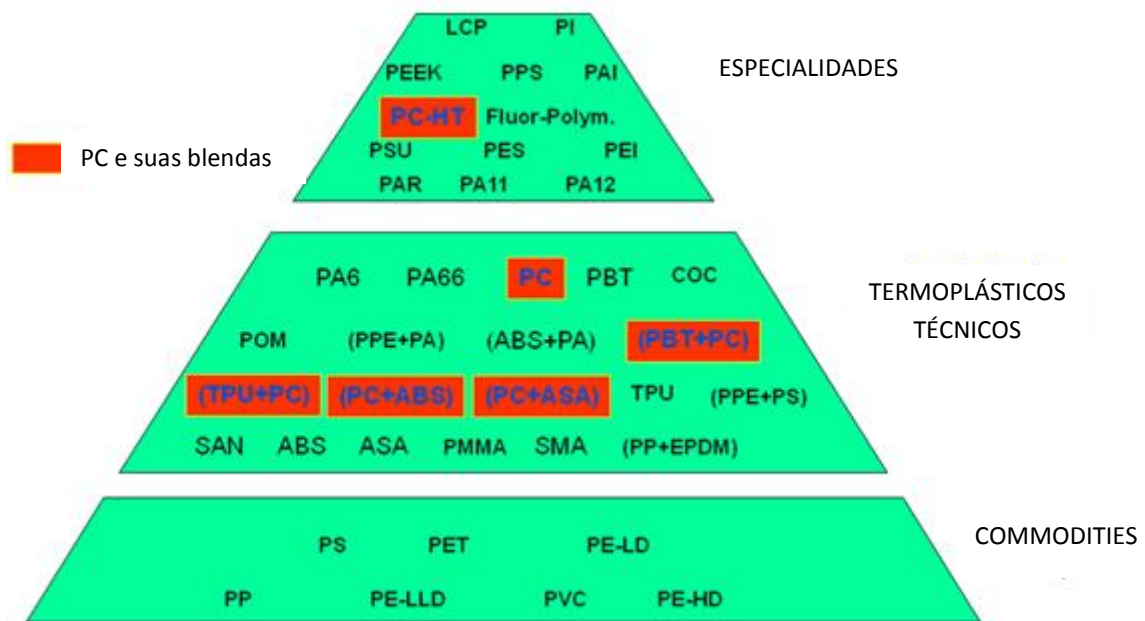 LCP PI
PEEK PPS PAI
ESPECIALIDADES
PC-HT Fluor-Polym.
PC e suas blendas
PSU PES PEI
PAR PA11 PA12
PA6 PA66 PC PBT COC
TERMOPLÁSTICOS
TÉCNICOS
POM (PPE+PA) (ABS+PA) (PBT+PC)
(TPU+PC) (PC+ABS) (PC+ASA) TPU (PPE+PS)
SAN ABS ASA PMMA SMA (PP+EPDM)
COMMODITIES
PS PET PE-LD
PP PE-LLD PVC PE-HD